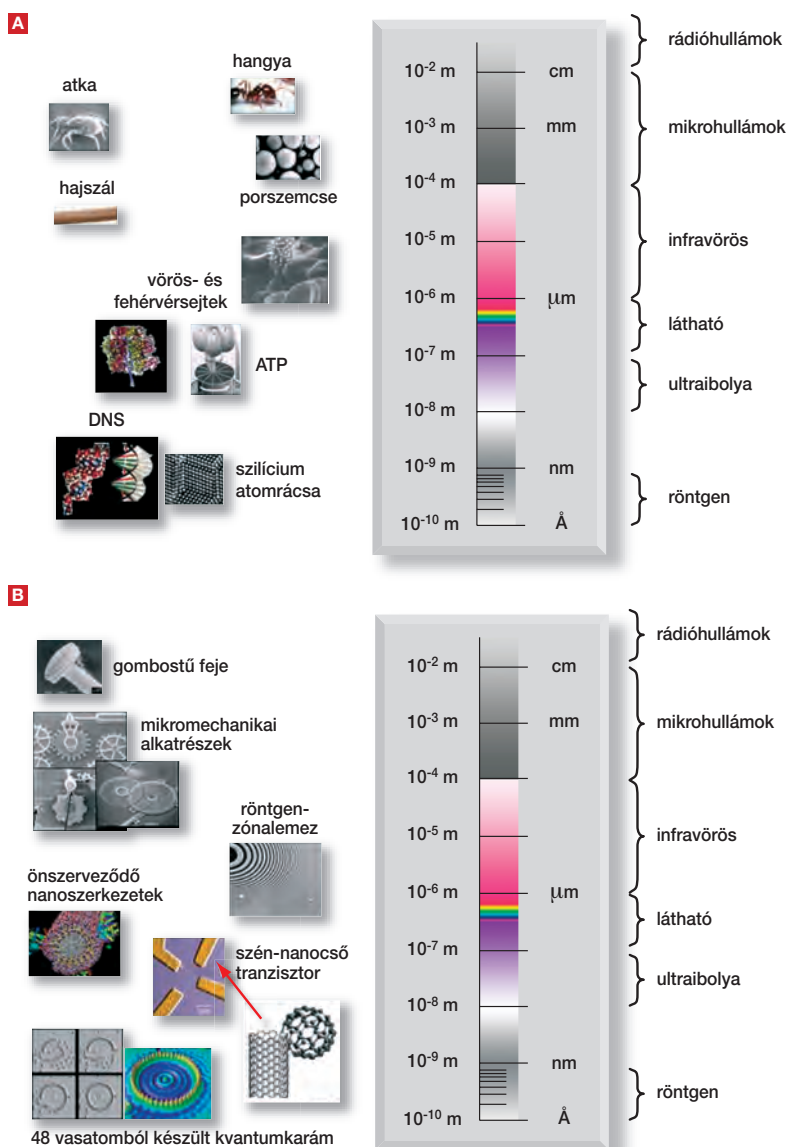 A
atka
hangya
hajszál
porszemcse
vörös- és
fehérvérsejtek
ATP
DNS
szilícium
atomrácsa
10⁻² m cm
10⁻³ m mm
10⁻⁴ m
10⁻⁵ m
10⁻⁶ m μm
10⁻⁷ m
10⁻⁸ m
10⁻⁹ m nm
10⁻¹⁰ m Å
rádióhullámok
mikrohullámok
infravörös
látható
ultraibolya
röntgen
B
gombostű feje
mikromechanikai
alkatrészek
röntgen-
zónalemez
önszerveződő
nanoszerkezetek
szén-nanocső
tranzisztor
48 vasatomból készült kvantumkarám
10⁻² m cm
10⁻³ m mm
10⁻⁴ m
10⁻⁵ m
10⁻⁶ m μm
10⁻⁷ m
10⁻⁸ m
10⁻⁹ m nm
10⁻¹⁰ m Å
rádióhullámok
mikrohullámok
infravörös
látható
ultraibolya
röntgen